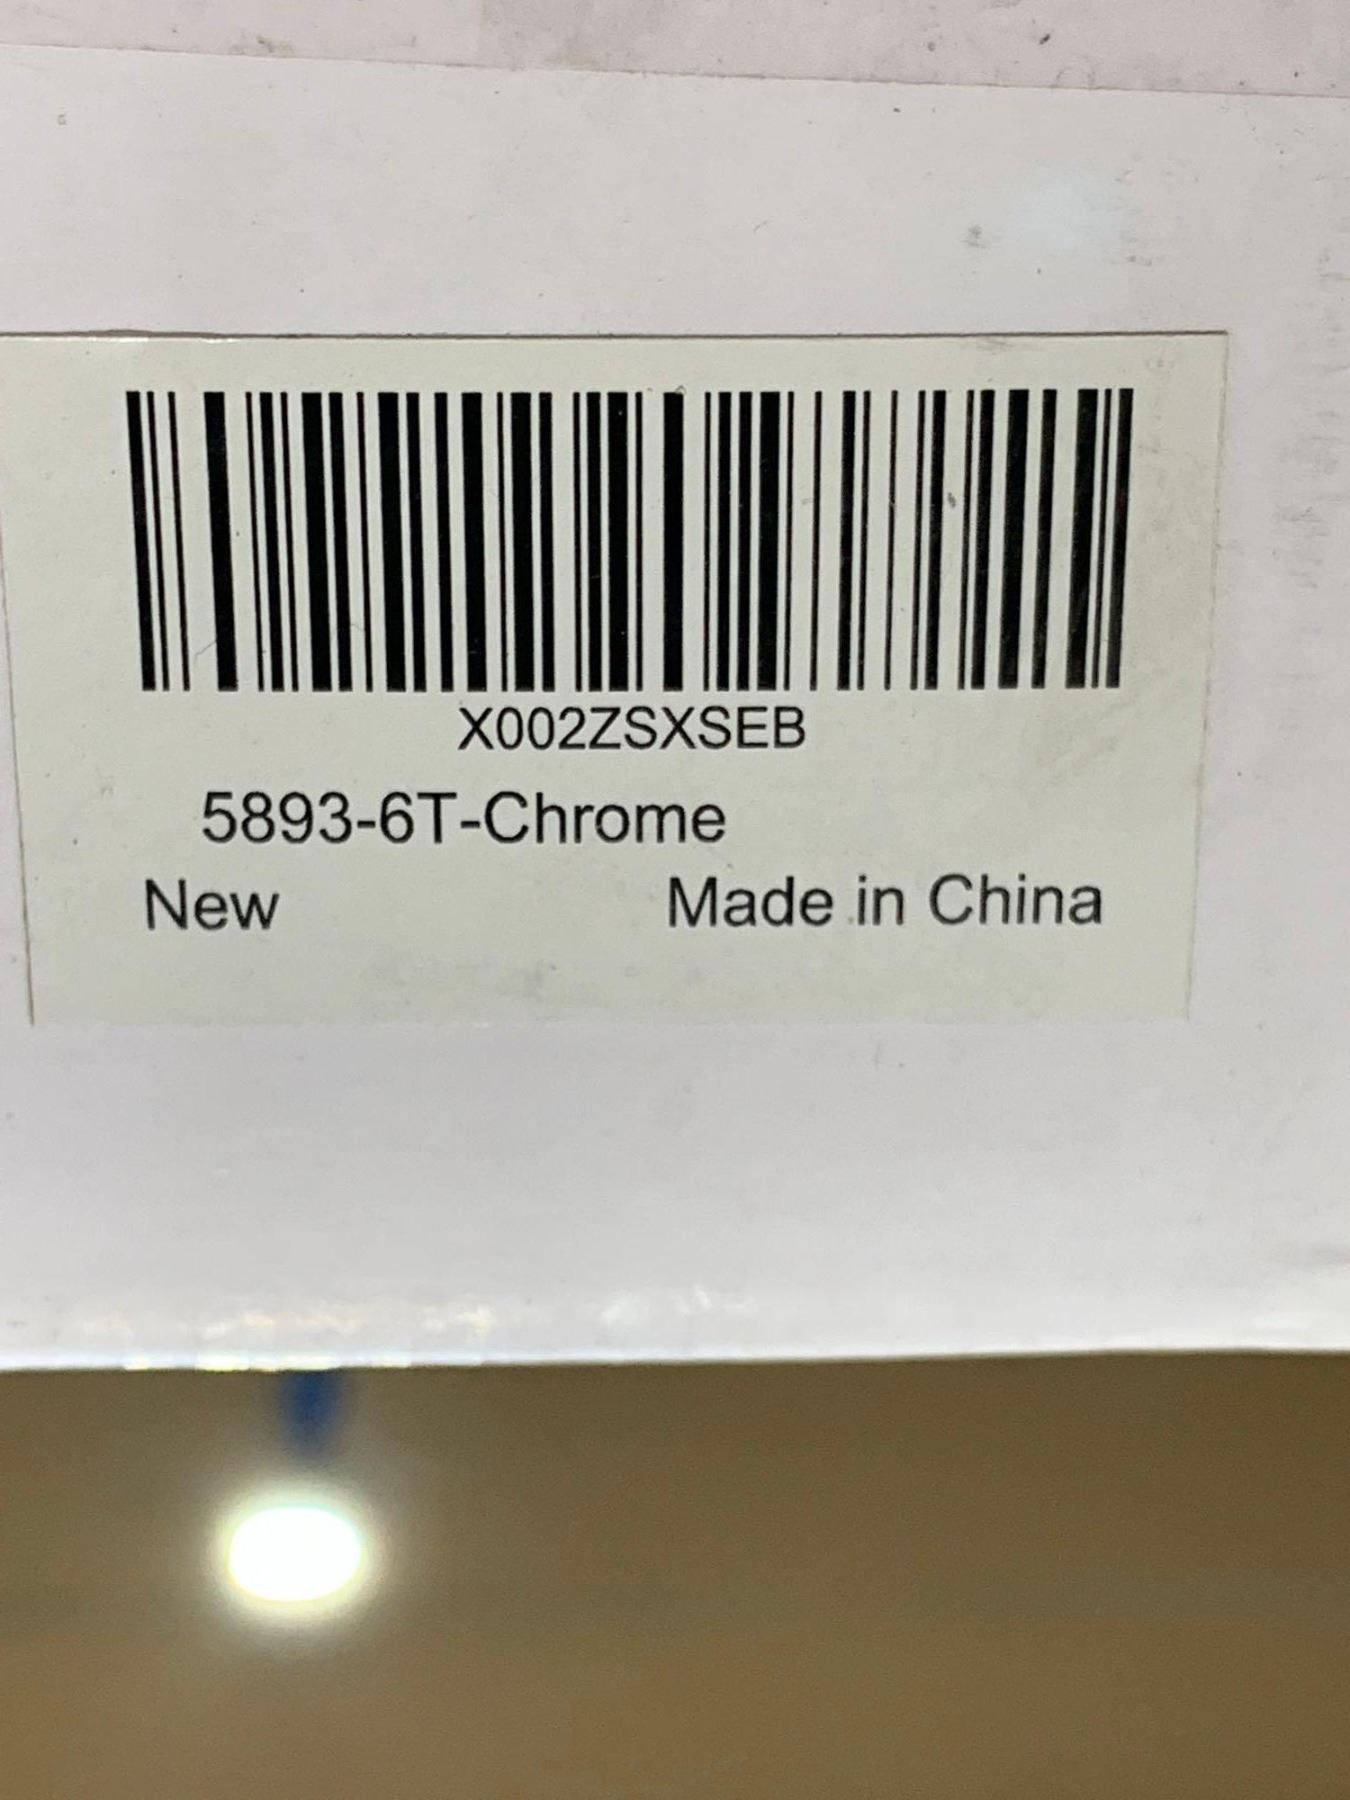 X002ZSXSEB
5893-6T-Chrome
New Made in China